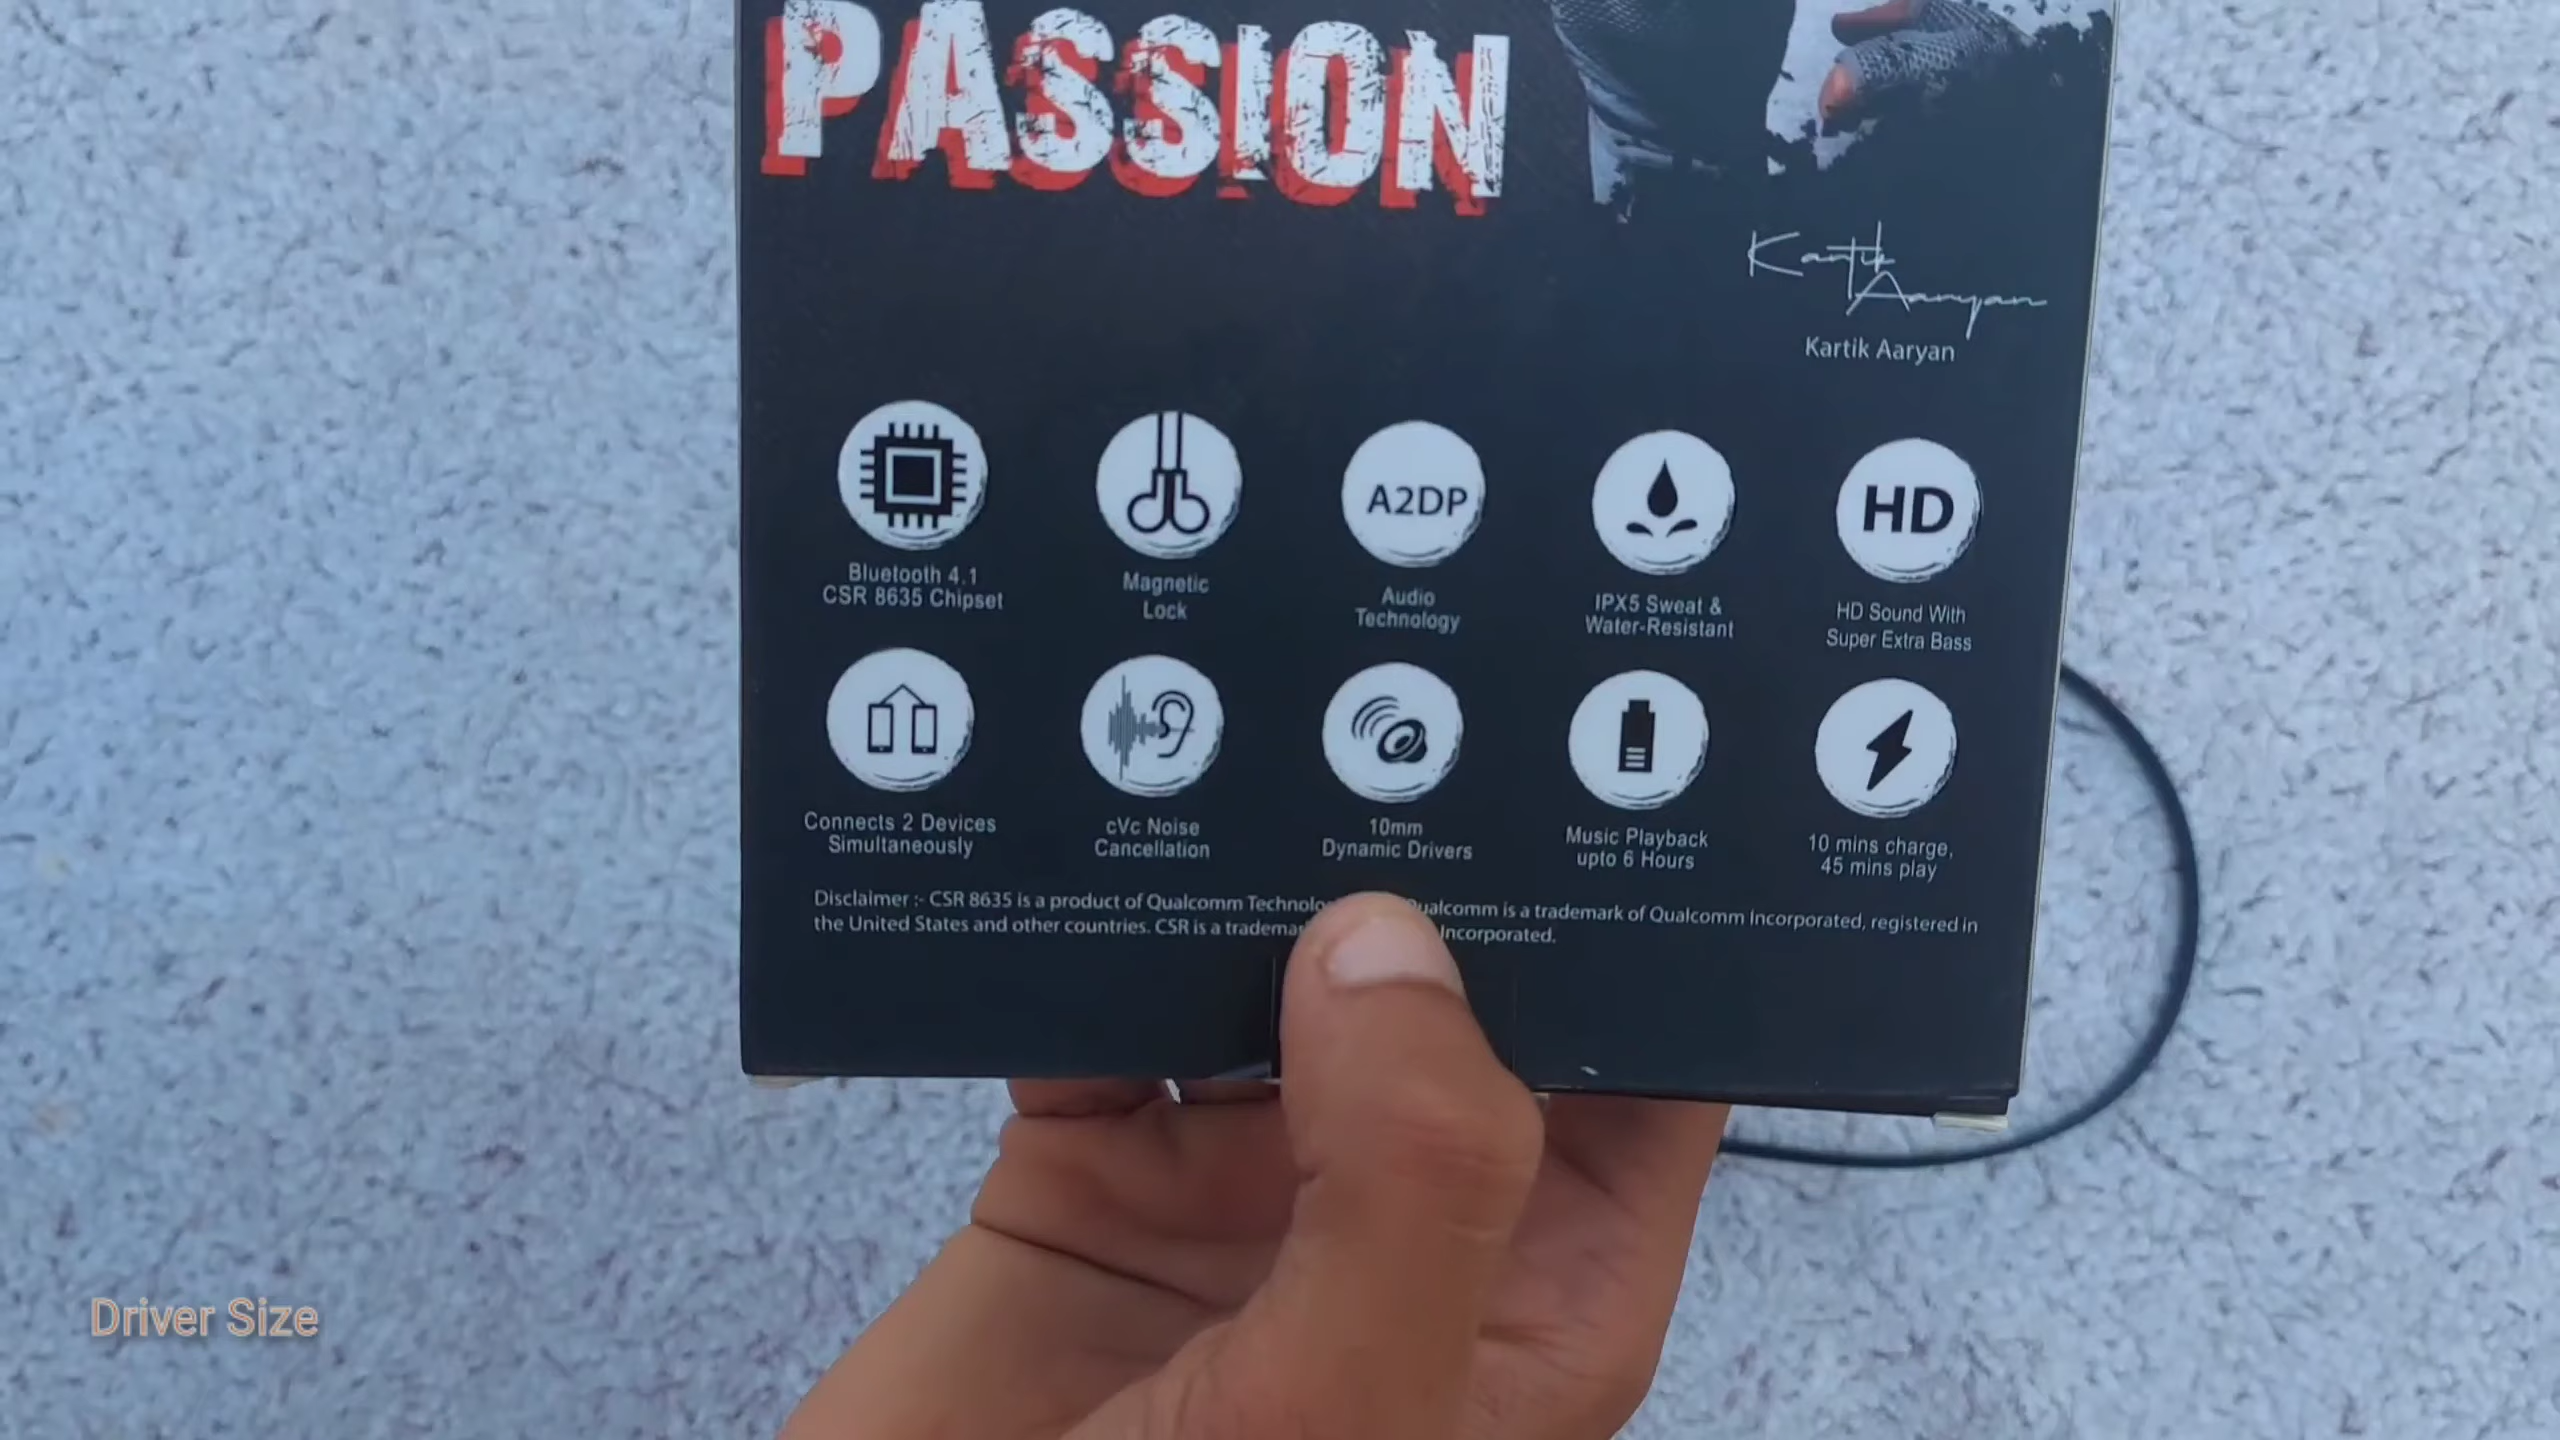 PASSION
Kartik
Aaryan
Kartik Aaryan
A2DP
HD
Bluetooth 4.1
CSR 8635 Chipset
Magnetic
Lock
Audio
Technology
IPX5 Sweat &
Water-Resistant
HD Sound With
Super Extra Bass
Connects 2 Devices
Simultaneously
cVc Noise
Cancellation
10mm
Dynamic Drivers
Music Playback
upto 6 Hours
10 mins charge,
45 mins play
Disclaimer :- CSR 8635 is a product of Qualcomm is a trademark of Qualcomm Incorporated, registered in
the United States and other countries. CSR is a Incorporated.
Driver Size